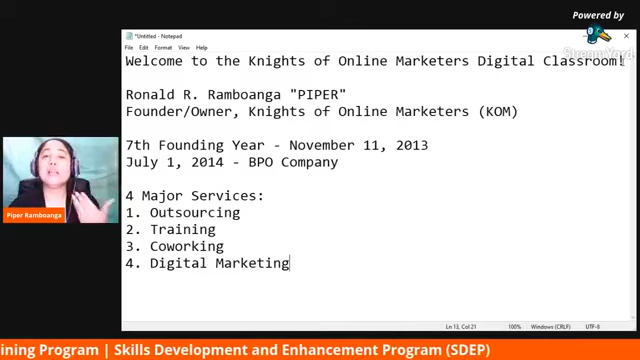 Powered by
StreamYard
*Untitled - Notepad
File Edit Format View Help
Welcome to the Knights of Online Marketers Digital Classroom!
Ronald R. Ramboanga "PIPER"
Founder/Owner, Knights of Online Marketers (KOM)
7th Founding Year - November 11, 2013
July 1, 2014 - BPO Company
4 Major Services:
1. Outsourcing
2. Training
3. Coworking
4. Digital Marketing
Piper Ramboanga
Ln 13, Col 21 100% Windows (CRLF) UTF-8
ining Program | Skills Development and Enhancement Program (SDEP)